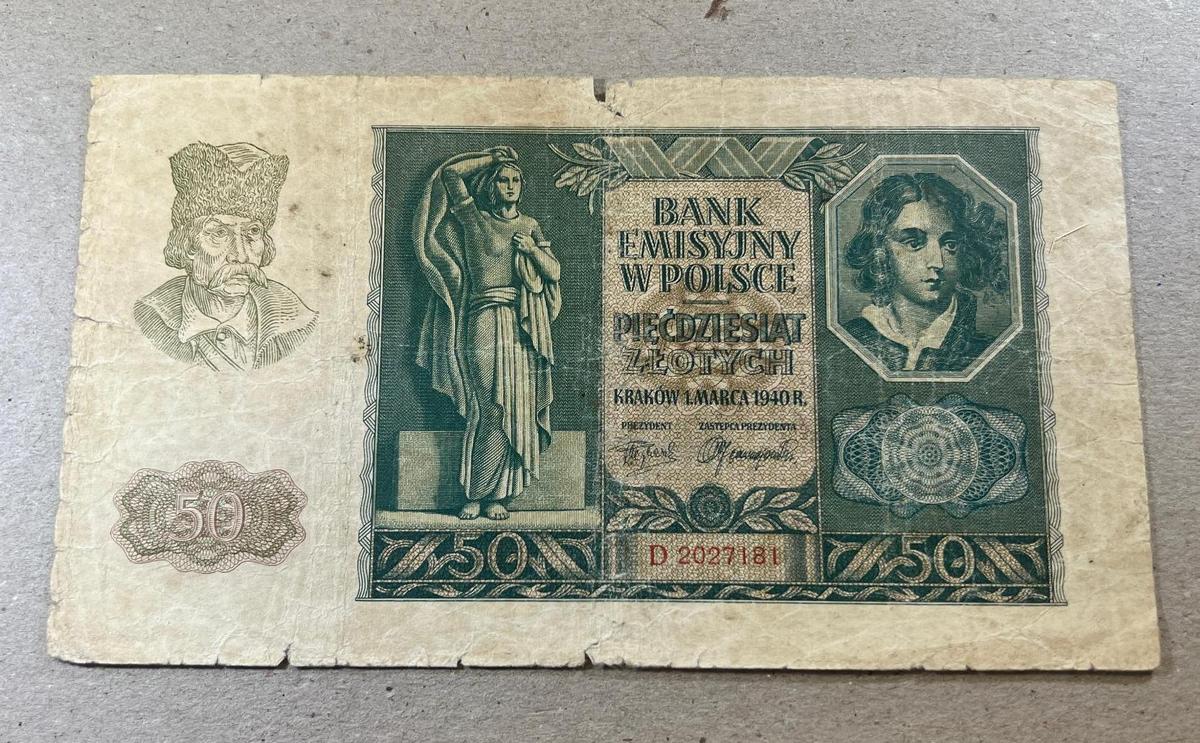 BANK
EMISYJNY
W POLSCE
PIĘĆDZIESIĄT
ZŁOTYCH
KRAKÓW 1. MARCA 1940 R.
PREZYDENT ZASTĘPCA PREZYDENTA
50
50
D 2027181
50